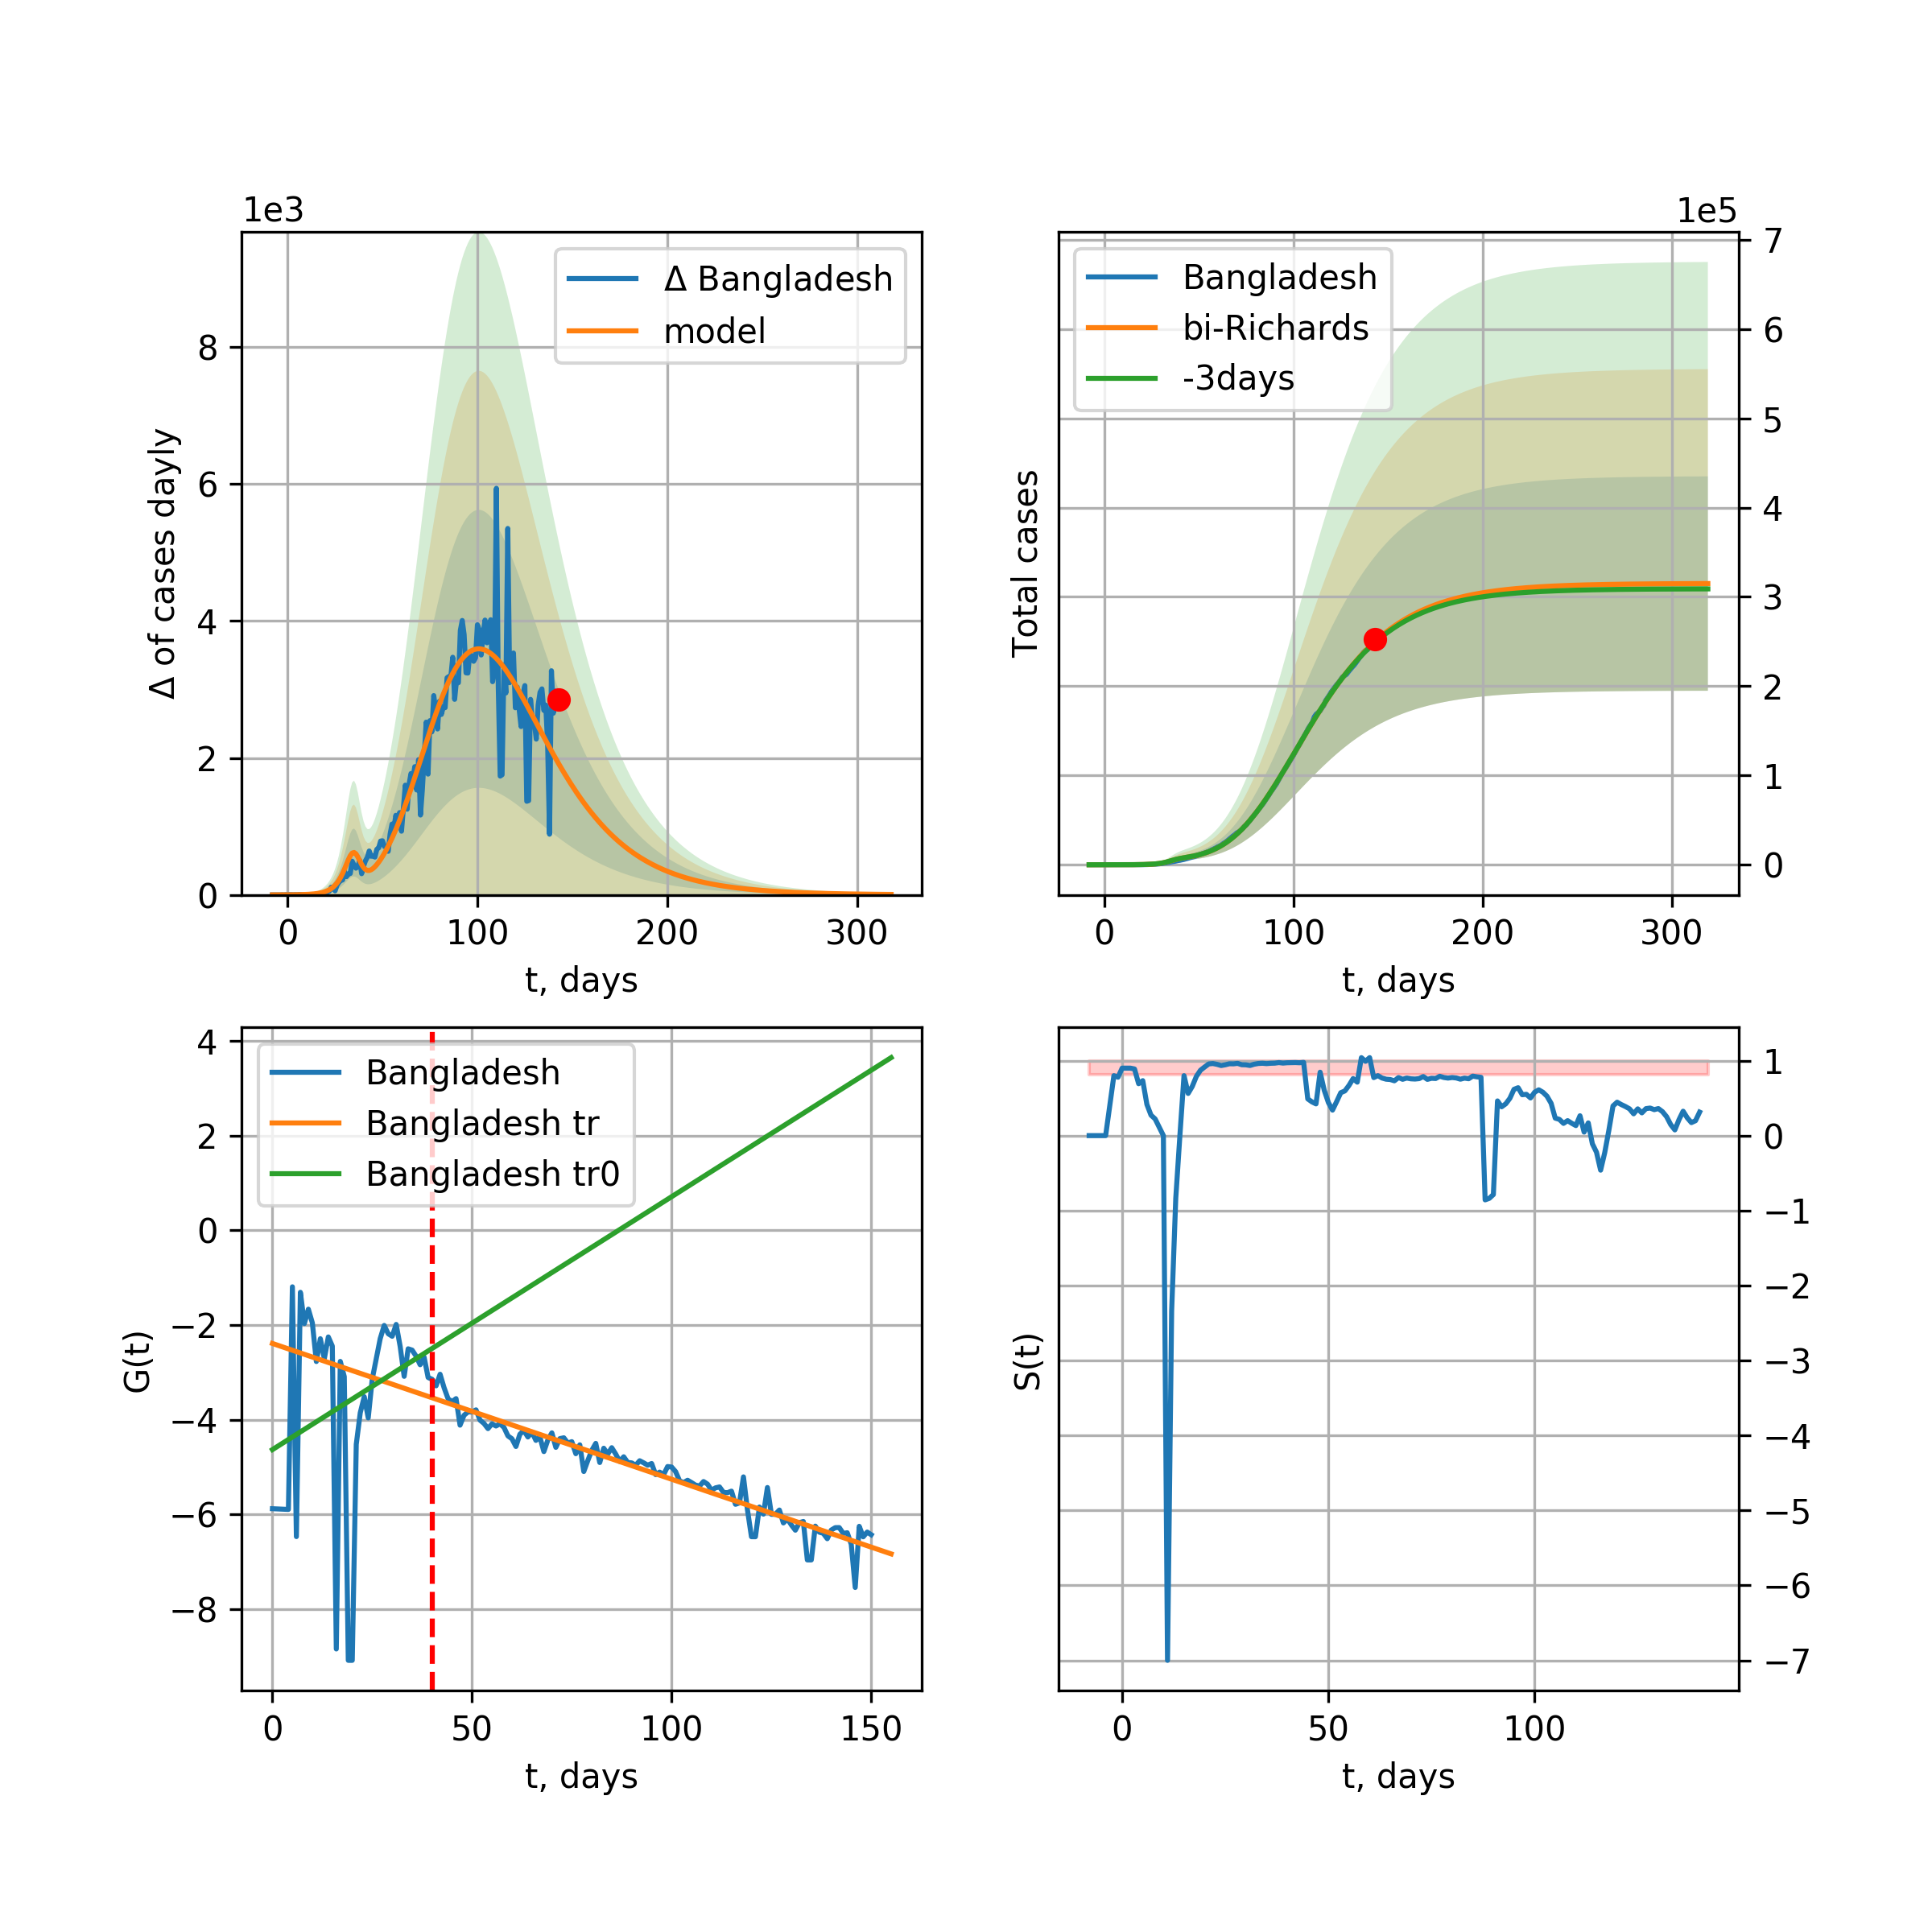 1e3
Δ Bangladesh
model
Δ of cases dayly
8
6
4
2
0
0 100 200 300
t, days
1e5
Bangladesh
bi-Richards
-3days
Total cases
7
6
5
4
3
2
1
0
0 100 200 300
t, days
Bangladesh
Bangladesh tr
Bangladesh tr0
G(t)
4
2
0
−2
−4
−6
−8
0 50 100 150
t, days
S(t)
1
0
−1
−2
−3
−4
−5
−6
−7
0 50 100
t, days